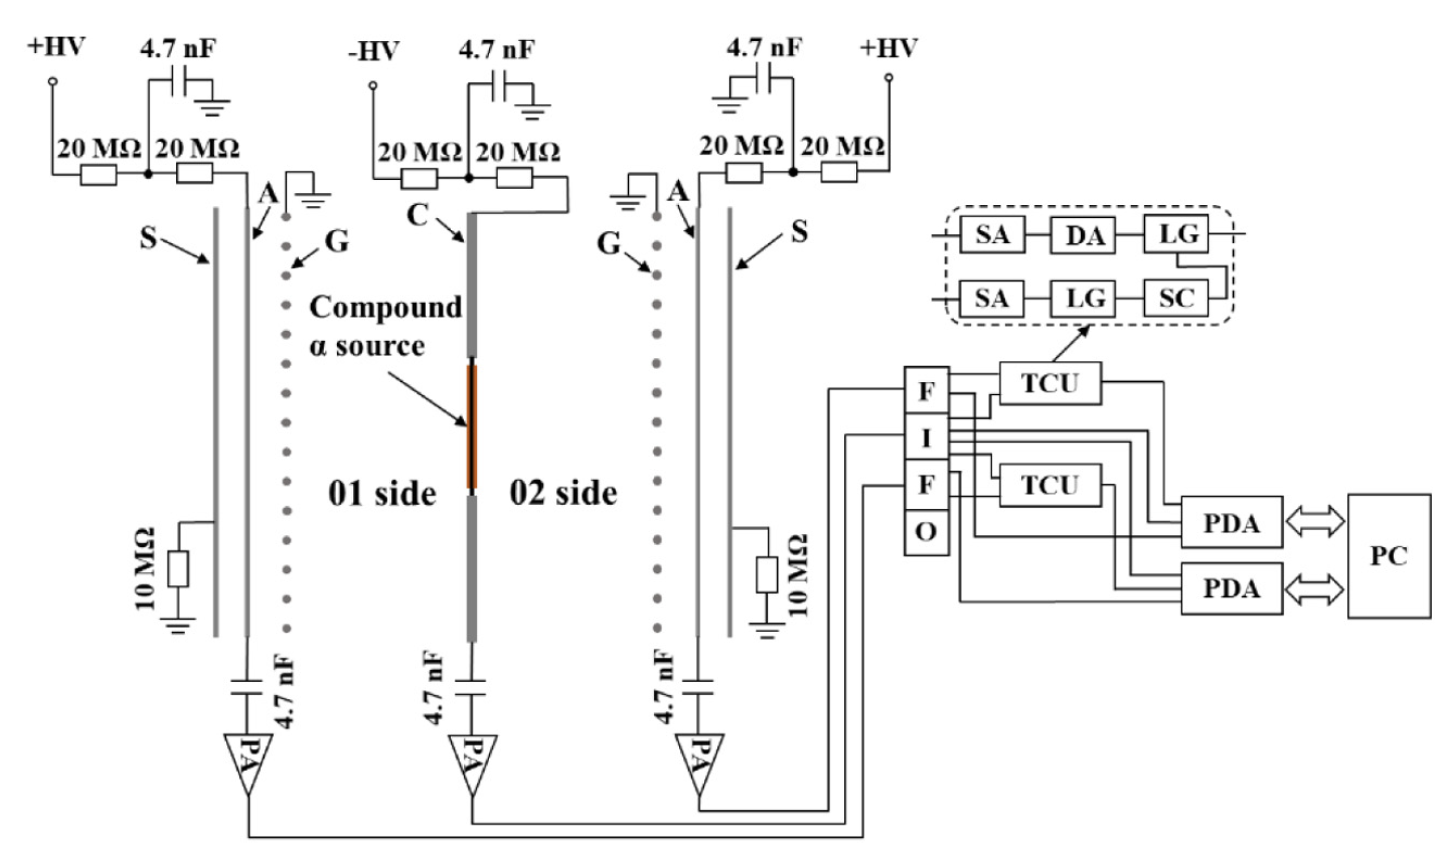 +HV
4.7 nF
-HV
4.7 nF
4.7 nF
+HV
20 MΩ
20 MΩ
20 MΩ
20 MΩ
20 MΩ
20 MΩ
A
C
A
S
G
G
S
SA
DA
LG
SA
LG
SC
Compound
α source
TCU
F
I
F
O
TCU
01 side
02 side
PDA
PDA
PC
10 MΩ
10 MΩ
4.7 nF
4.7 nF
4.7 nF
PA
PA
PA